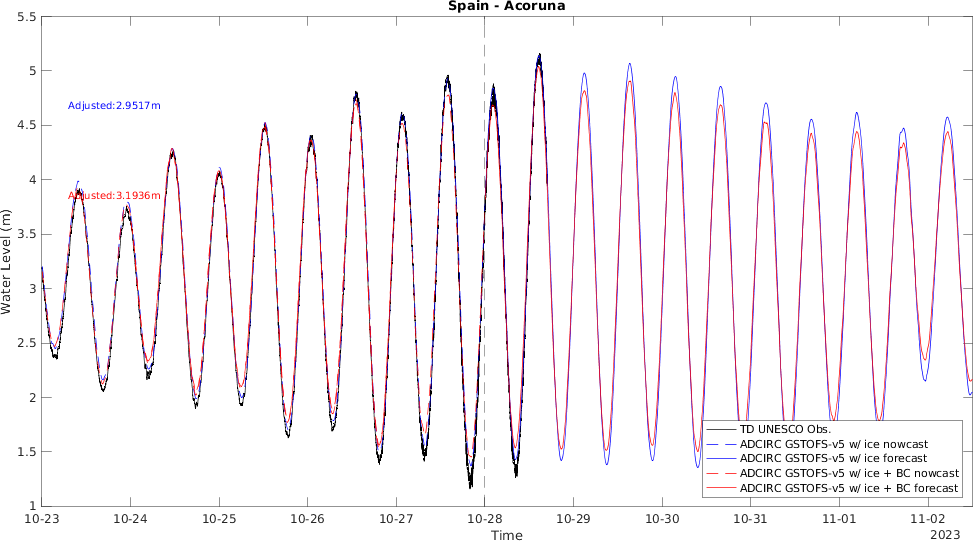 Spain - Acoruna
5.5
5
4.5
4
3.5
3
2.5
2
1.5
1
Water Level (m)
Adjusted:2.9517m
Adjusted:3.1936m
TD UNESCO Obs.
ADCIRC GSTOFS-v5 w/ ice nowcast
ADCIRC GSTOFS-v5 w/ ice forecast
ADCIRC GSTOFS-v5 w/ ice + BC nowcast
ADCIRC GSTOFS-v5 w/ ice + BC forecast
10-23 10-24 10-25 10-26 10-27 10-28 10-29 10-30 10-31 11-01 11-02
2023
Time